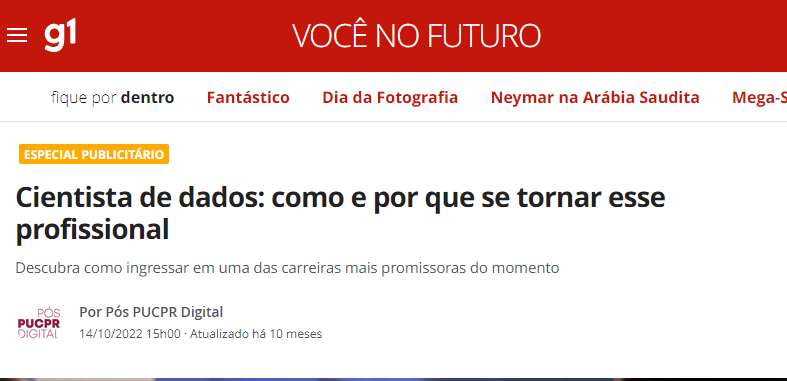 g1
VOCÊ NO FUTURO
fique por dentro Fantástico Dia da Fotografia Neymar na Arábia Saudita Mega-S
ESPECIAL PUBLICITÁRIO
Cientista de dados: como e por que se tornar esse
profissional
Descubra como ingressar em uma das carreiras mais promissoras do momento
PÓS
PUCPR
DIGITAL
Por Pós PUCPR Digital
14/10/2022 15h00 · Atualizado há 10 meses